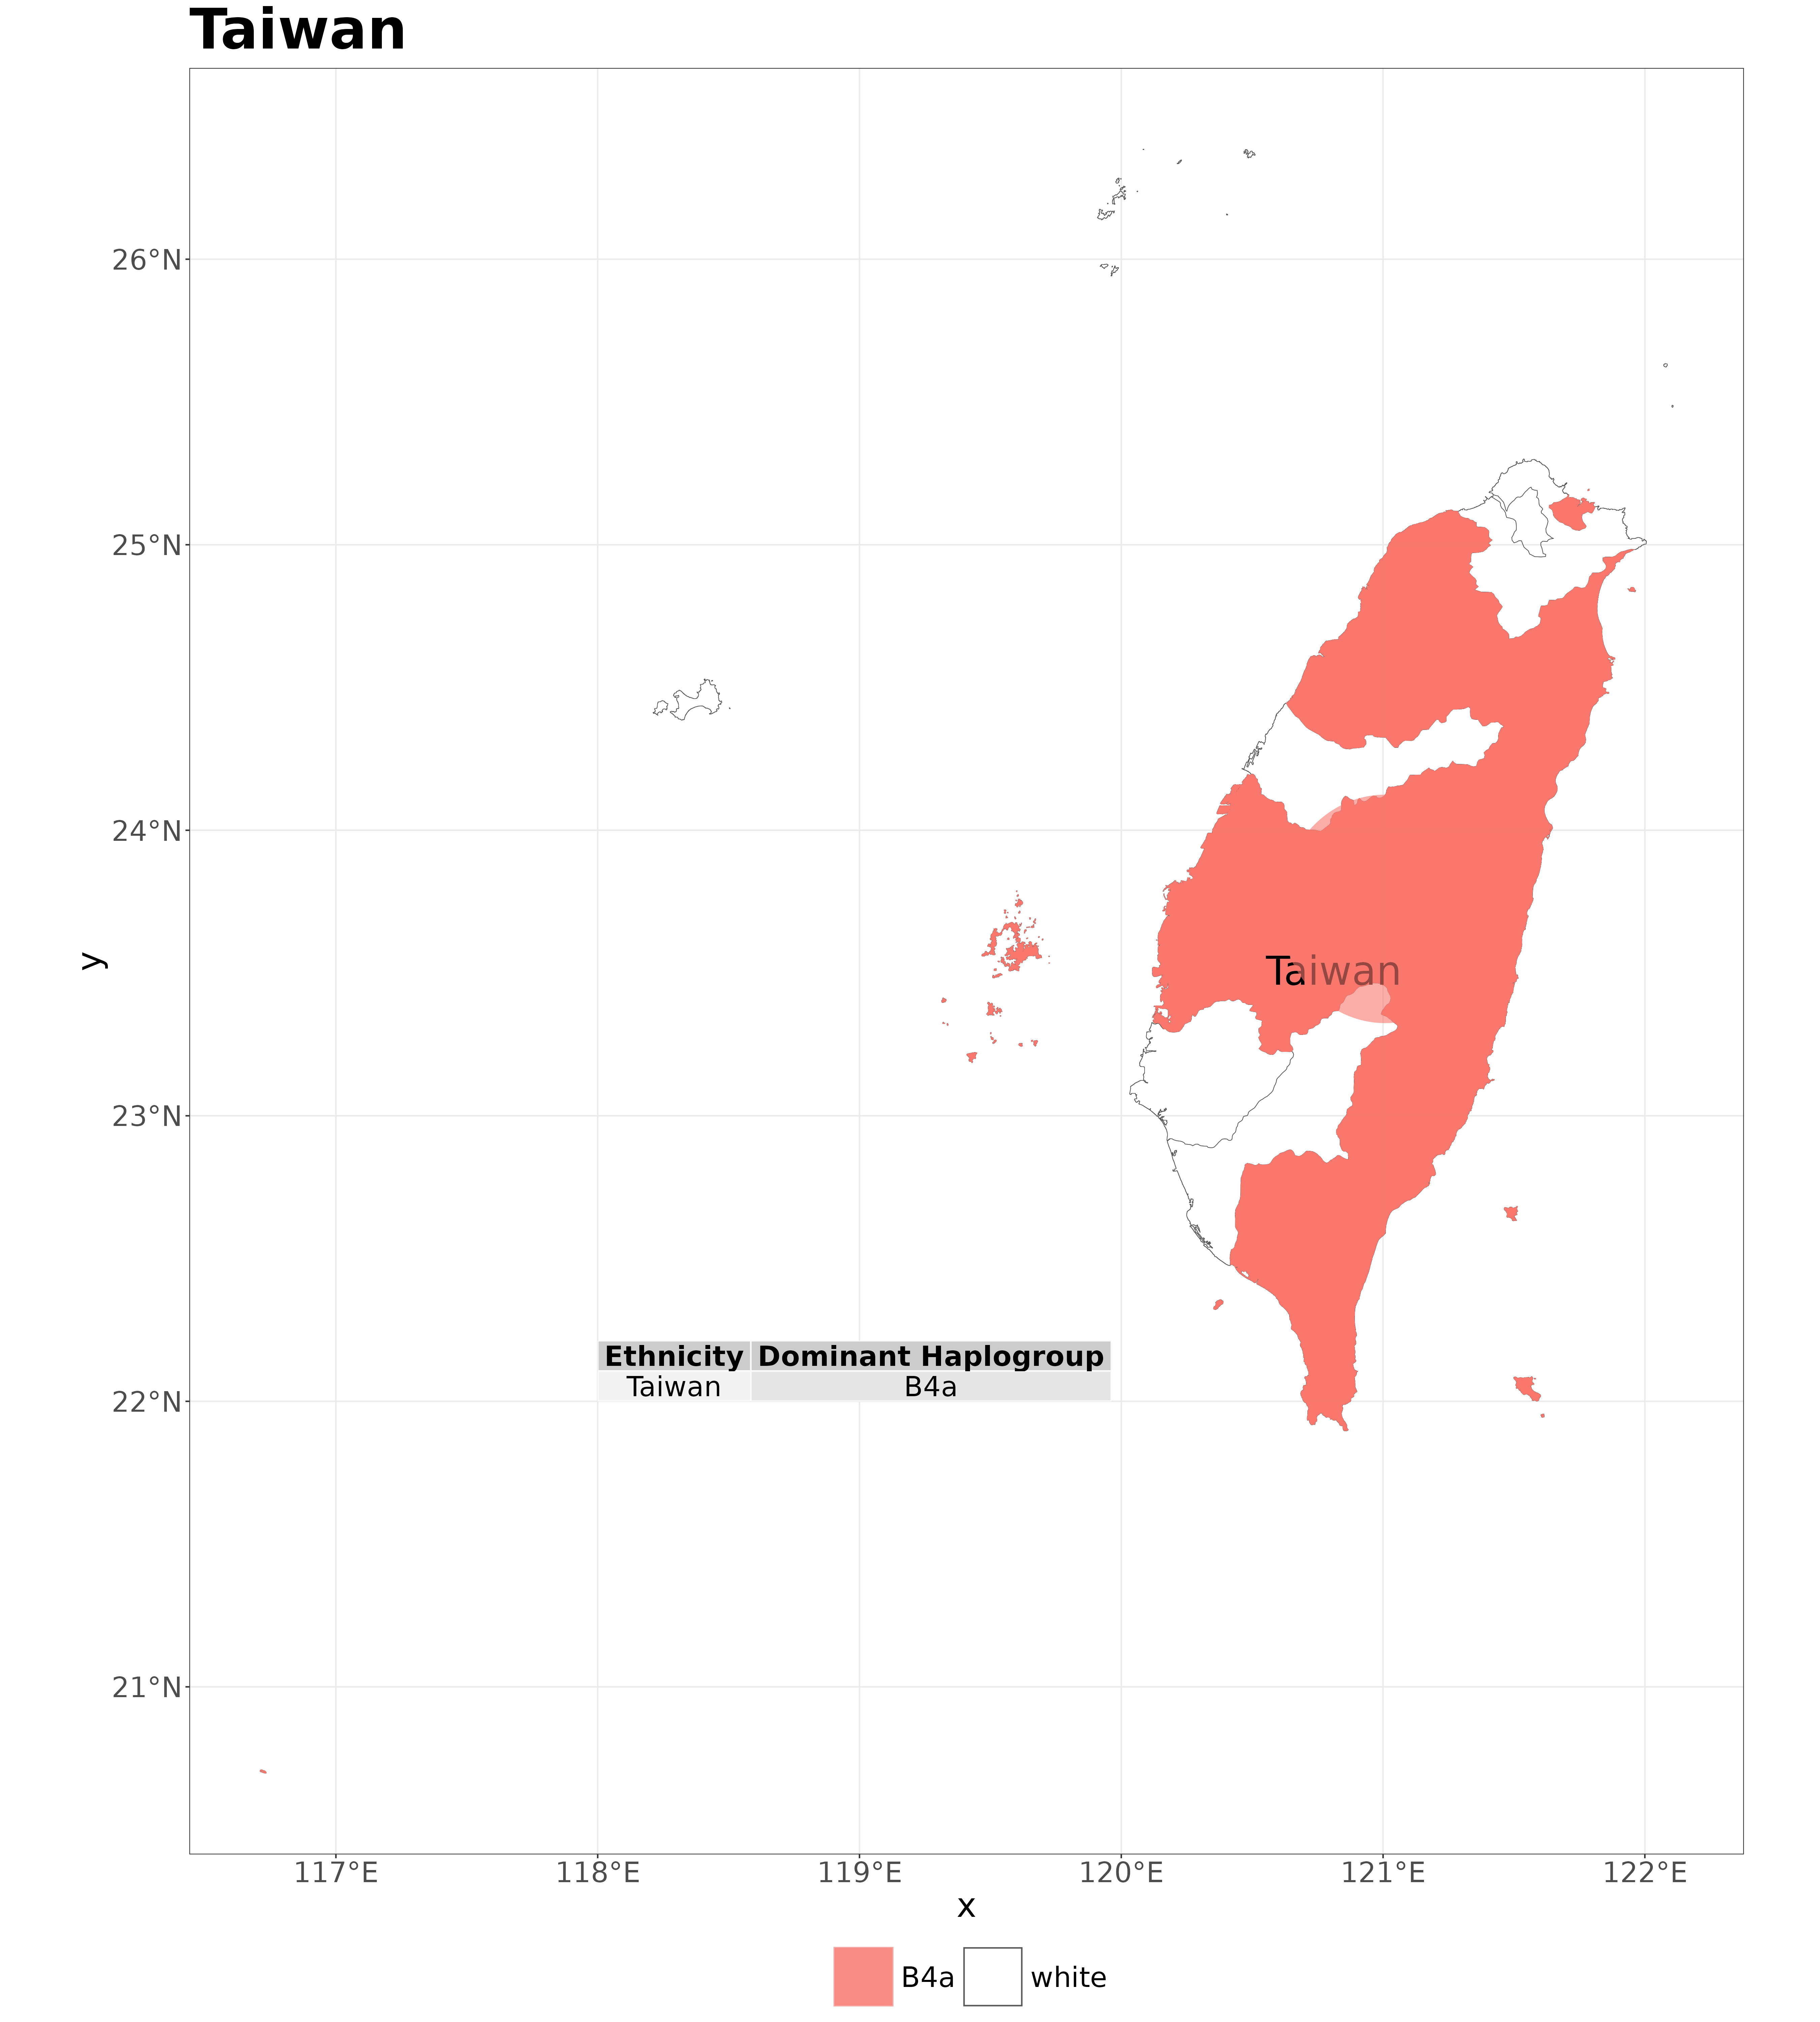 Taiwan
26°N
25°N
24°N
23°N
22°N
21°N
y
Taiwan
Ethnicity Dominant Haplogroup
Taiwan B4a
117°E 118°E 119°E 120°E 121°E 122°E
x
B4a white